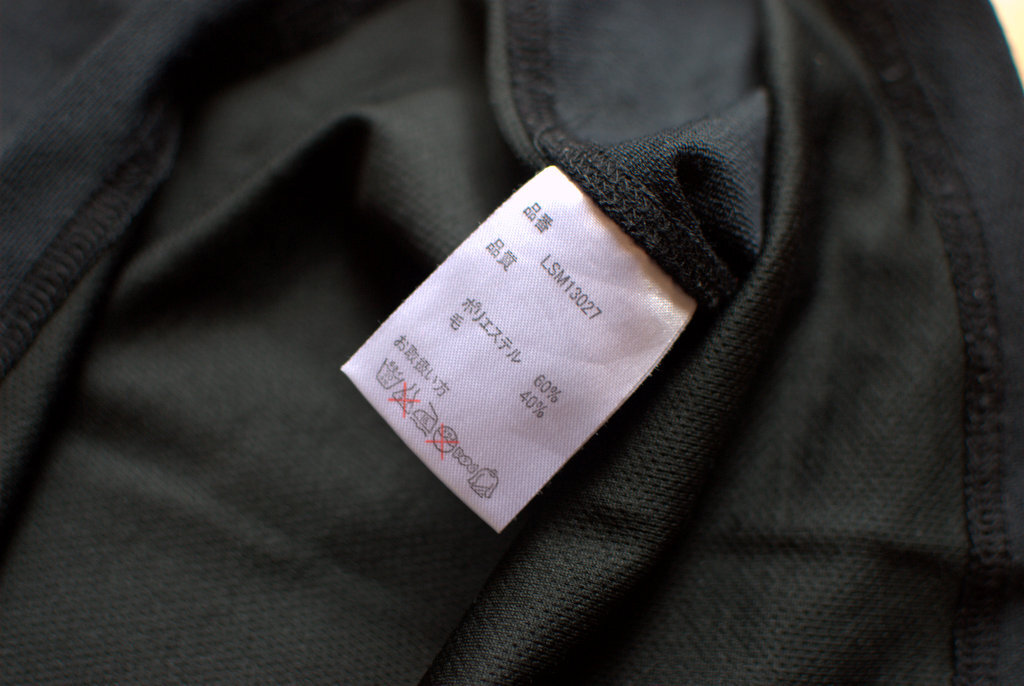 品番
LSM13027
品質
ポリエステル 60%
毛 40%
お取扱い方